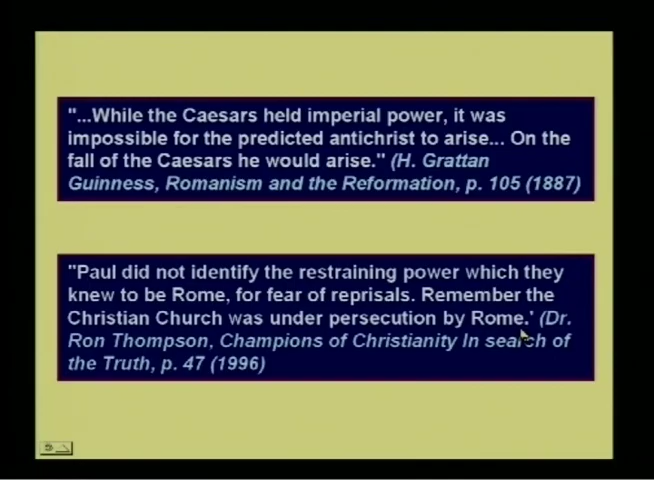 "...While the Caesars held imperial power, it was
impossible for the predicted antichrist to arise... On the
fall of the Caesars he would arise." (H. Grattan
Guinness, Romanism and the Reformation, p. 105 (1887)
"Paul did not identify the restraining power which they
knew to be Rome, for fear of reprisals. Remember the
Christian Church was under persecution by Rome.' (Dr.
Ron Thompson, Champions of Christianity In search of
the Truth, p. 47 (1996)